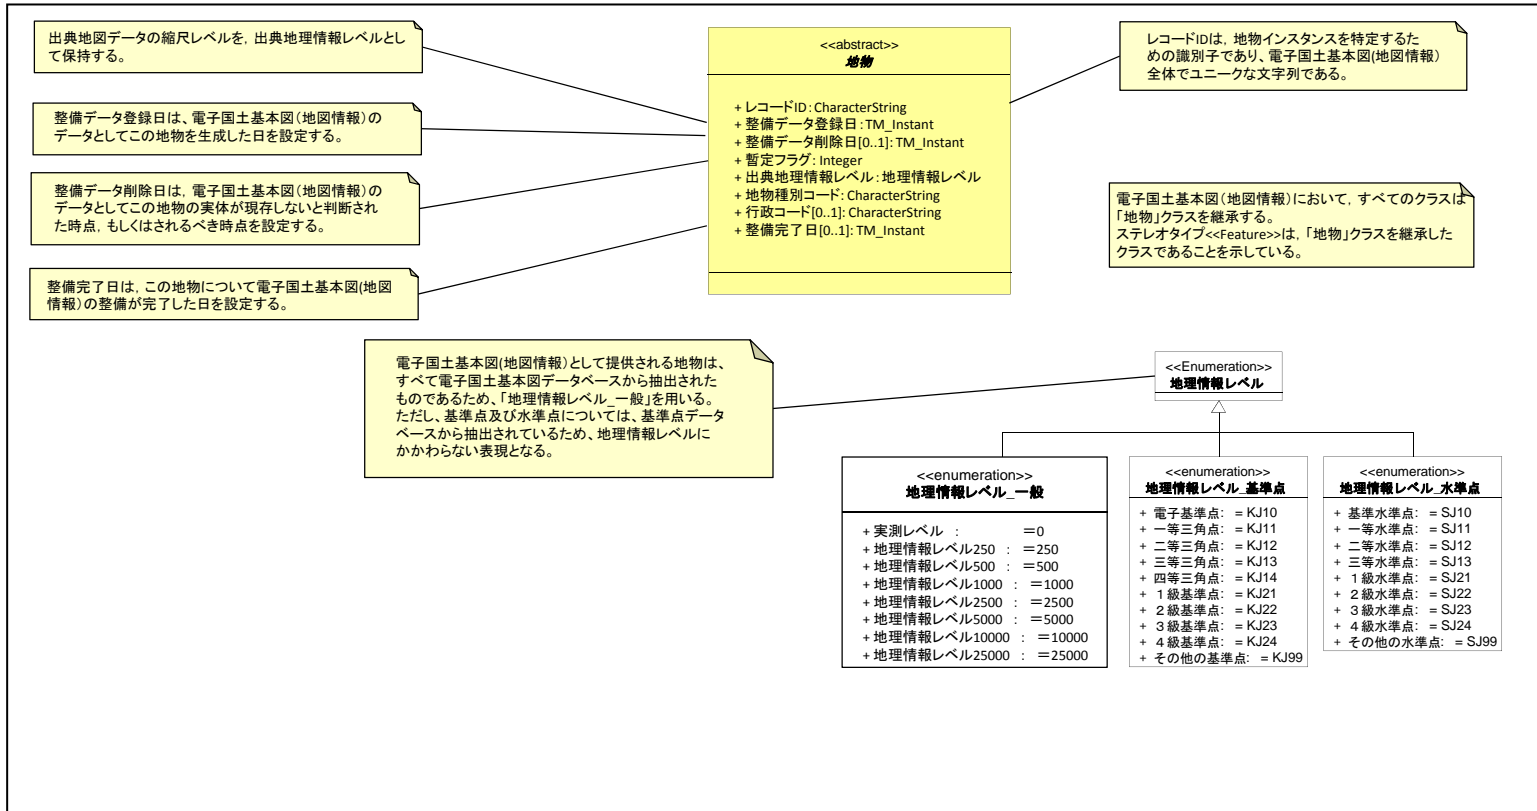 出典地図データの縮尺レベルを，出典地理情報レベルとし
て保持する。
整備データ登録日は、電子国土基本図（地図情報）の
データとしてこの地物を生成した日を設定する。
整備データ削除日は、電子国土基本図（地図情報）の
データとしてこの地物の実体が現存しないと判断され
た時点，もしくはされるべき時点を設定する。
整備完了日は，この地物について電子国土基本図(地図
情報）の整備が完了した日を設定する。
<<abstract>>
地物
+ レコードID: CharacterString
+ 整備データ登録日: TM_Instant
+ 整備データ削除日[0..1]: TM_Instant
+ 暫定フラグ: Integer
+ 出典地理情報レベル: 地理情報レベル
+ 地物種別コード: CharacterString
+ 行政コード[0..1]: CharacterString
+ 整備完了日[0..1]: TM_Instant
レコードIDは，地物インスタンスを特定するた
めの識別子であり、電子国土基本図(地図情報）
全体でユニークな文字列である。
電子国土基本図（地図情報）において，すべてのクラスは
「地物」クラスを継承する。
ステレオタイプ<<Feature>>は，「地物」クラスを継承した
クラスであることを示している。
電子国土基本図(地図情報）として提供される地物は、
すべて電子国土基本図データベースから抽出された
ものであるため、「地理情報レベル_一般」を用いる。
ただし、基準点及び水準点については、基準点データ
ベースから抽出されているため、地理情報レベルに
かかわらない表現となる。
<<Enumeration>>
地理情報レベル
<<enumeration>>
地理情報レベル_一般
+ 実測レベル : ＝0
+ 地理情報レベル250 : ＝250
+ 地理情報レベル500 : ＝500
+ 地理情報レベル1000 : ＝1000
+ 地理情報レベル2500 : ＝2500
+ 地理情報レベル5000 : ＝5000
+ 地理情報レベル10000 : ＝10000
+ 地理情報レベル25000 : ＝25000
<<enumeration>>
地理情報レベル_基準点
+ 電子基準点: = KJ10
+ 一等三角点: = KJ11
+ 二等三角点: = KJ12
+ 三等三角点: = KJ13
+ 四等三角点: = KJ14
+ １級基準点: = KJ21
+ ２級基準点: = KJ22
+ ３級基準点: = KJ23
+ ４級基準点: = KJ24
+ その他の基準点: = KJ99
<<enumeration>>
地理情報レベル_水準点
+ 基準水準点: = SJ10
+ 一等水準点: = SJ11
+ 二等水準点: = SJ12
+ 三等水準点: = SJ13
+ １級水準点: = SJ21
+ ２級水準点: = SJ22
+ ３級水準点: = SJ23
+ ４級水準点: = SJ24
+ その他の水準点: = SJ99